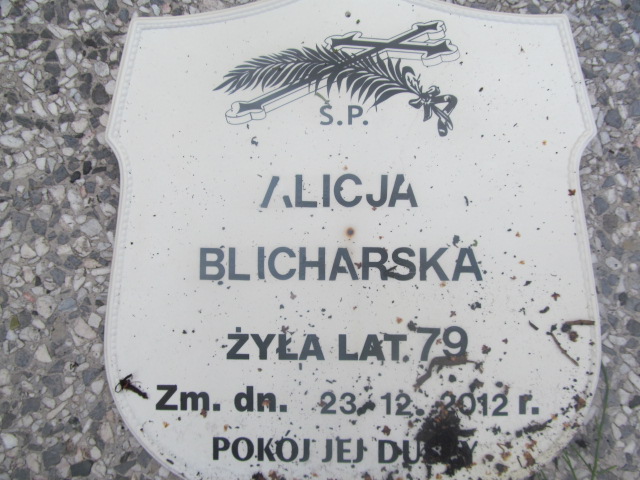 Ś.P.
ALICJA
BLICHARSKA
ŻYŁA LAT 79
Zm. dn. 23. 12. 2012 r.
POKÓJ JEJ DUSZY